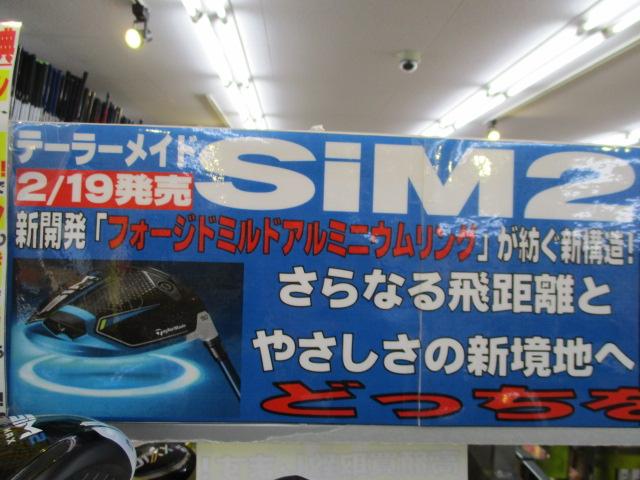 テーラーメイド
SiM2
2/19発売
新開発「フォージドミルドアルミニウムリング」が紡ぐ新構造!
さらなる飛距離と
やさしさの新境地へ
どっちを
TaylorMade